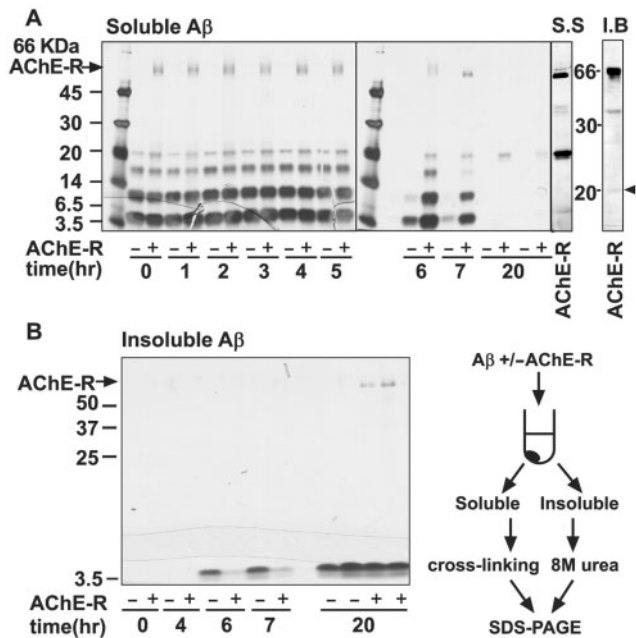 A
Soluble Aβ
S.S
I.B
66 KDa
AChE-R
45
30
20
14
6.5
3.5
66-
30-
20-
AChE-R
AChE-R
AChE-R - + - + - + - + - + - + - + - + - + - +
time(hr) 0 1 2 3 4 5 6 7 20
B
Insoluble Aβ
AChE-R
50
37
25
3.5
AChE-R - + - + - + - + - - + +
time(hr) 0 4 6 7 20
Aβ +/-AChE-R
Soluble Insoluble
cross-linking 8M urea
SDS-PAGE